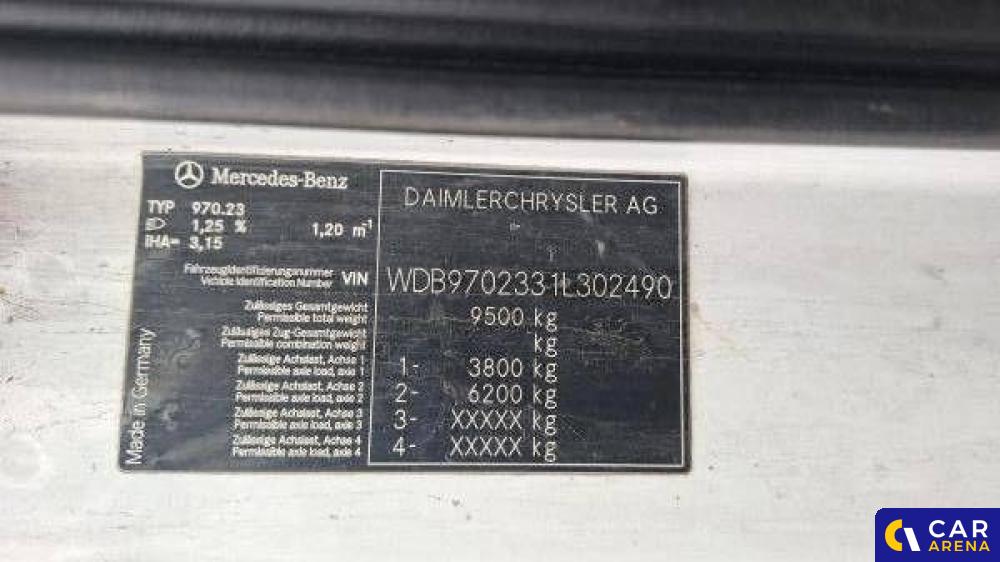 Mercedes-Benz
TYP 970.23
1,25 % 1,20 m⁻¹
IHA= 3,15
Fahrzeugidentifizierungsnummer
Vehicle Identification Number VIN
Zulässiges Gesamtgewicht
Permissible total weight
Zulässiges Zug-Gesamtgewicht
Permissible combination weight
Zulässige Achslast, Achse 1
Permissible axle load, axle 1
Zulässige Achslast, Achse 2
Permissible axle load, axle 2
Zulässige Achslast, Achse 3
Permissible axle load, axle 3
Zulässige Achslast, Achse 4
Permissible axle load, axle 4
Made in Germany
DAIMLERCHRYSLER AG
WDB9702331L302490
9500 kg
kg
1- 3800 kg
2- 6200 kg
3- XXXXX kg
4- XXXXX kg
CAR
ARENA